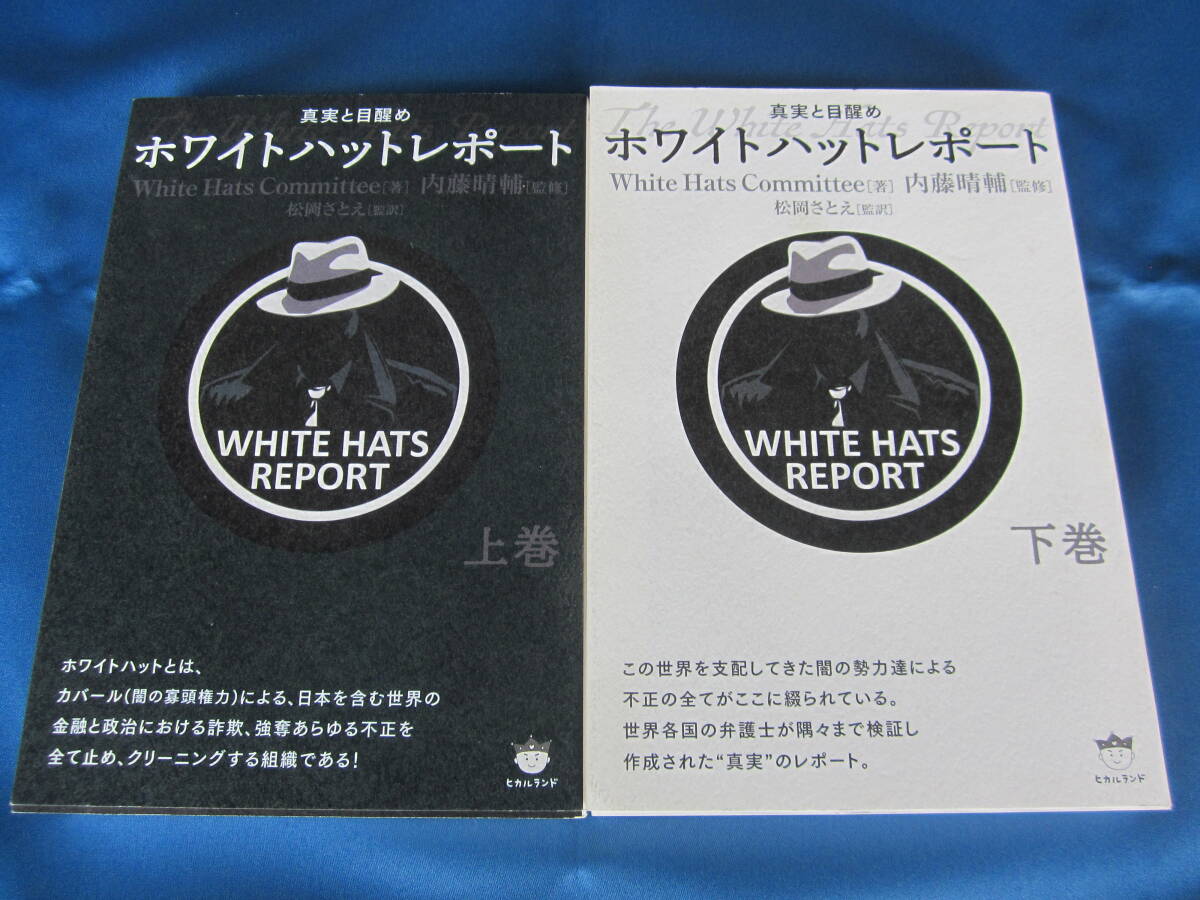 真実と目醒め
ホワイトハットレポート
White Hats Committee[著] 内藤晴輔[監修]
松岡さとえ[監訳]
WHITE HATS
REPORT
上巻
ホワイトハットとは、
カバール(闇の寡頭権力)による、日本を含む世界の
金融と政治における詐欺、強奪あらゆる不正を
全て止め、クリーニングする組織である!
ヒカルランド
The White Hats Report
真実と目醒め
ホワイトハットレポート
White Hats Committee[著] 内藤晴輔[監修]
松岡さとえ[監訳]
WHITE HATS
REPORT
下巻
この世界を支配してきた闇の勢力達による
不正の全てがここに綴られている。
世界各国の弁護士が隅々まで検証し
作成された“真実”のレポート。
ヒカルランド